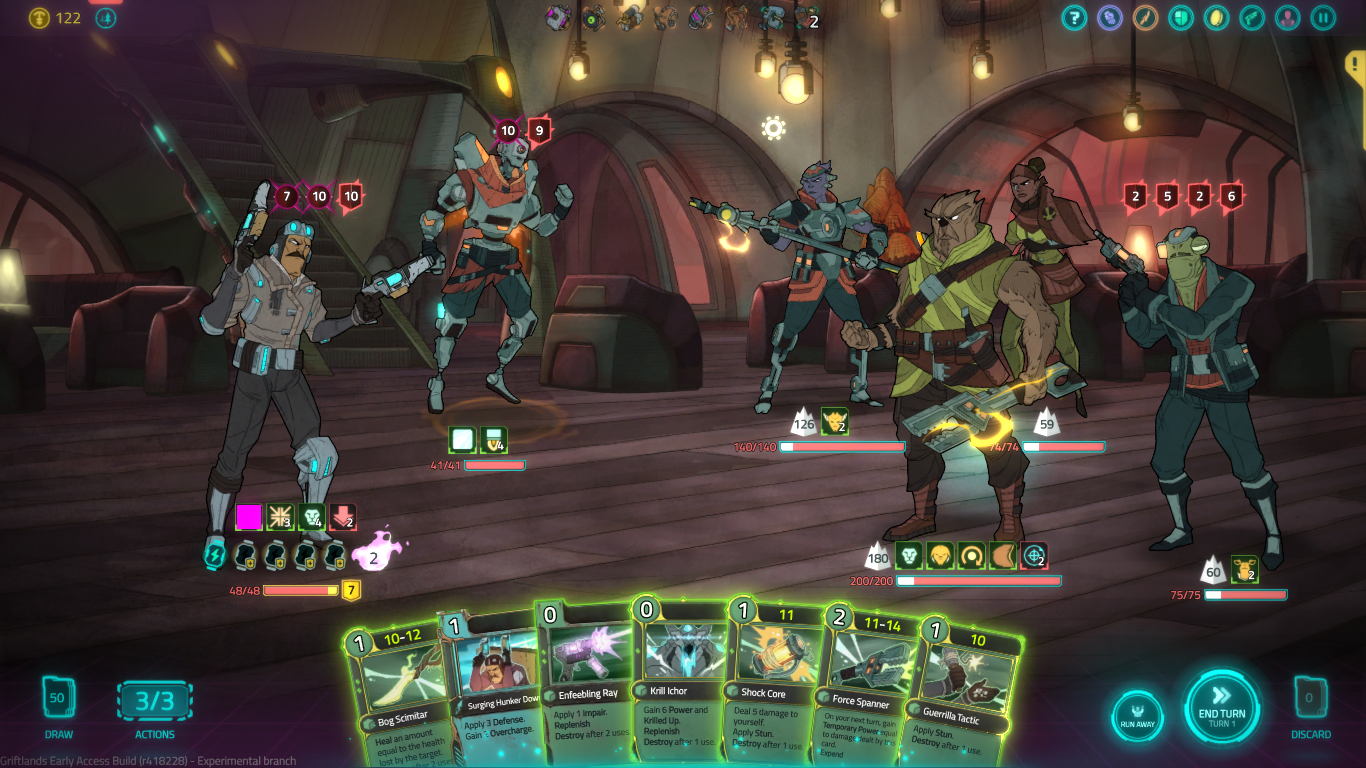 122
2
?
7 10 10
10 9
2 5 2 6
126
2
140/140
59
74/74
4
41/41
3 4 2
2
48/48
7
180
2
200/200
60
2
75/75
1
10-12
Bog Scimitar
Heal an amount
equal to the health
lost by the target.
1
Surging Hunker Dow
Apply 3 Defense.
Gain Overcharge.
0
Enfeebling Ray
Apply 1 Impair.
Replenish
Destroy after 2 uses
0
Krill Ichor
Gain 6 Power and
Krilled Up.
Replenish
Destroy after 1 use.
1
11
Shock Core
Deal 5 damage to
yourself.
Apply Stun.
Destroy after 1 use.
2
11-14
Force Spanner
On your next turn, gain
Temporary Power equal
to damage dealt by this
card.
Expend
1
10
Guerrilla Tactic
Apply Stun.
Destroy after 1 use.
50
DRAW
3/3
ACTIONS
RUN AWAY
END TURN
TURN 1
0
DISCARD
Griftlands Early Access Build (r418228) - Experimental branch